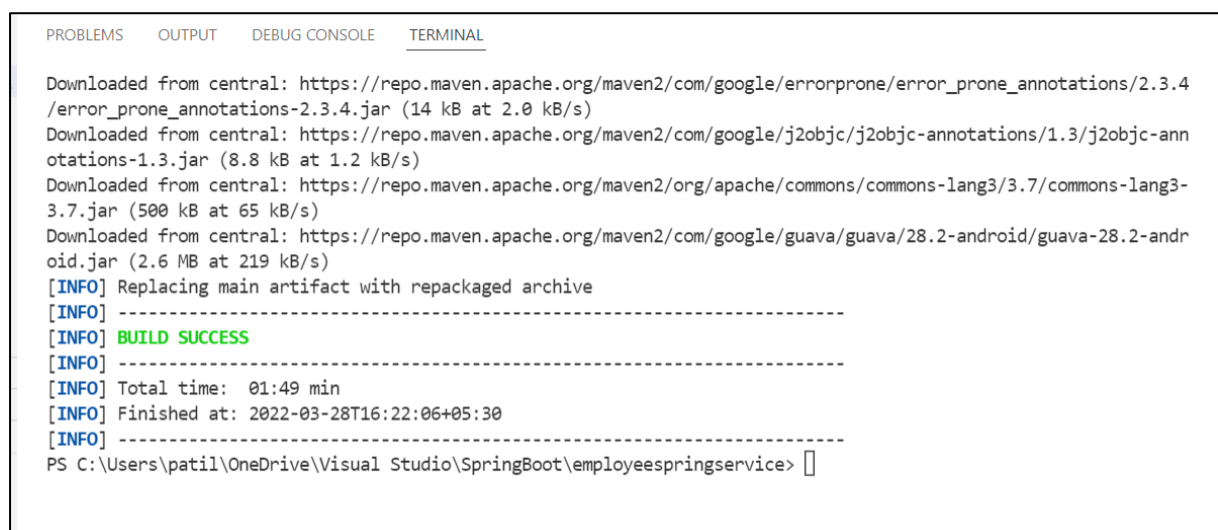 PROBLEMS OUTPUT DEBUG CONSOLE TERMINAL
Downloaded from central: https://repo.maven.apache.org/maven2/com/google/errorprone/error_prone_annotations/2.3.4
/error_prone_annotations-2.3.4.jar (14 kB at 2.0 kB/s)
Downloaded from central: https://repo.maven.apache.org/maven2/com/google/j2objc/j2objc-annotations/1.3/j2objc-ann
otations-1.3.jar (8.8 kB at 1.2 kB/s)
Downloaded from central: https://repo.maven.apache.org/maven2/org/apache/commons/commons-lang3/3.7/commons-lang3-
3.7.jar (500 kB at 65 kB/s)
Downloaded from central: https://repo.maven.apache.org/maven2/com/google/guava/guava/28.2-android/guava-28.2-andr
oid.jar (2.6 MB at 219 kB/s)
[INFO] Replacing main artifact with repackaged archive
[INFO] ------------------------------------------------------------------------
[INFO] BUILD SUCCESS
[INFO] ------------------------------------------------------------------------
[INFO] Total time:  01:49 min
[INFO] Finished at: 2022-03-28T16:22:06+05:30
[INFO] ------------------------------------------------------------------------
PS C:\Users\patil\OneDrive\Visual Studio\SpringBoot\employeespringservice>